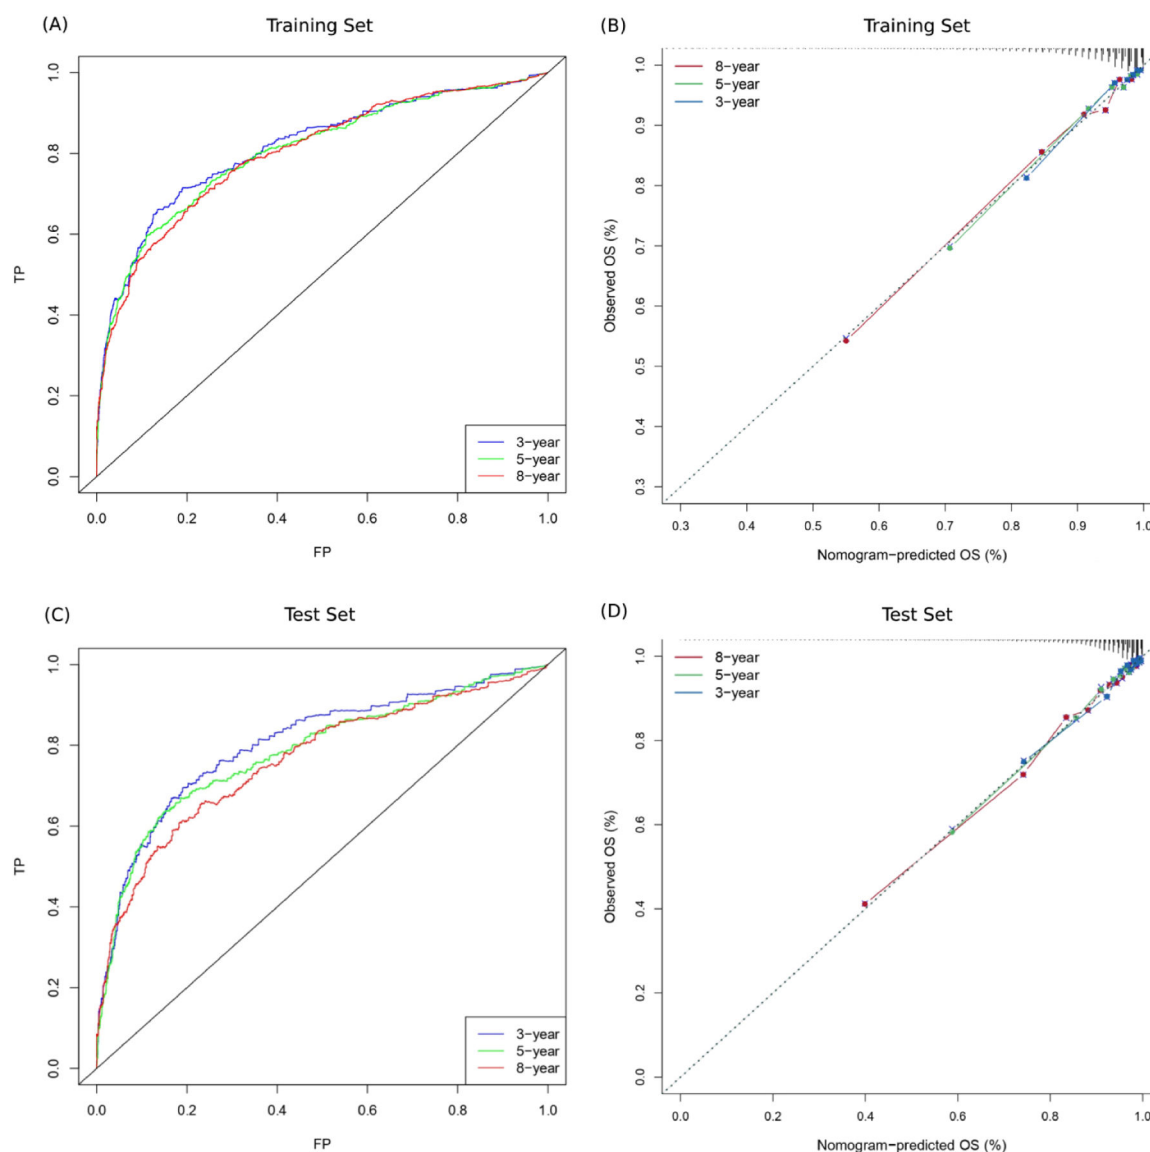 (A) Training Set
TP
1.0
0.8
0.6
0.4
0.2
0.0
0.0 0.2 0.4 0.6 0.8 1.0
FP
3-year
5-year
8-year
(B) Training Set
8-year
5-year
3-year
Observed OS (%)
1.0
0.9
0.8
0.7
0.6
0.5
0.4
0.3
0.3 0.4 0.5 0.6 0.7 0.8 0.9 1.0
Nomogram-predicted OS (%)
(C) Test Set
TP
1.0
0.8
0.6
0.4
0.2
0.0
0.0 0.2 0.4 0.6 0.8 1.0
FP
3-year
5-year
8-year
(D) Test Set
8-year
5-year
3-year
Observed OS (%)
1.0
0.8
0.6
0.4
0.2
0.0
0.0 0.2 0.4 0.6 0.8 1.0
Nomogram-predicted OS (%)